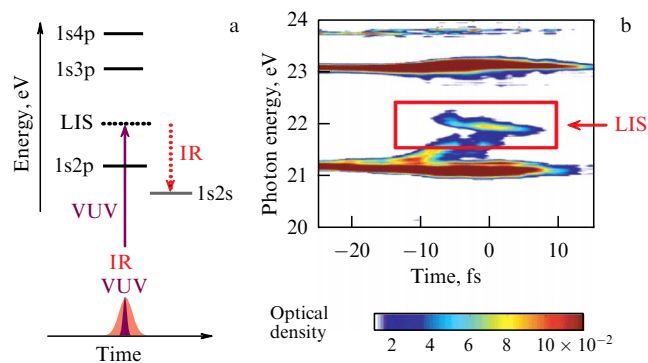 a
Energy, eV
1s4p
1s3p
LIS
IR
1s2p
1s2s
VUV
IR
VUV
Time
b
Photon energy, eV
24
23
22
21
20
LIS
−20
−10
0
10
Time, fs
Optical
density
2
4
6
8
10 × 10⁻²